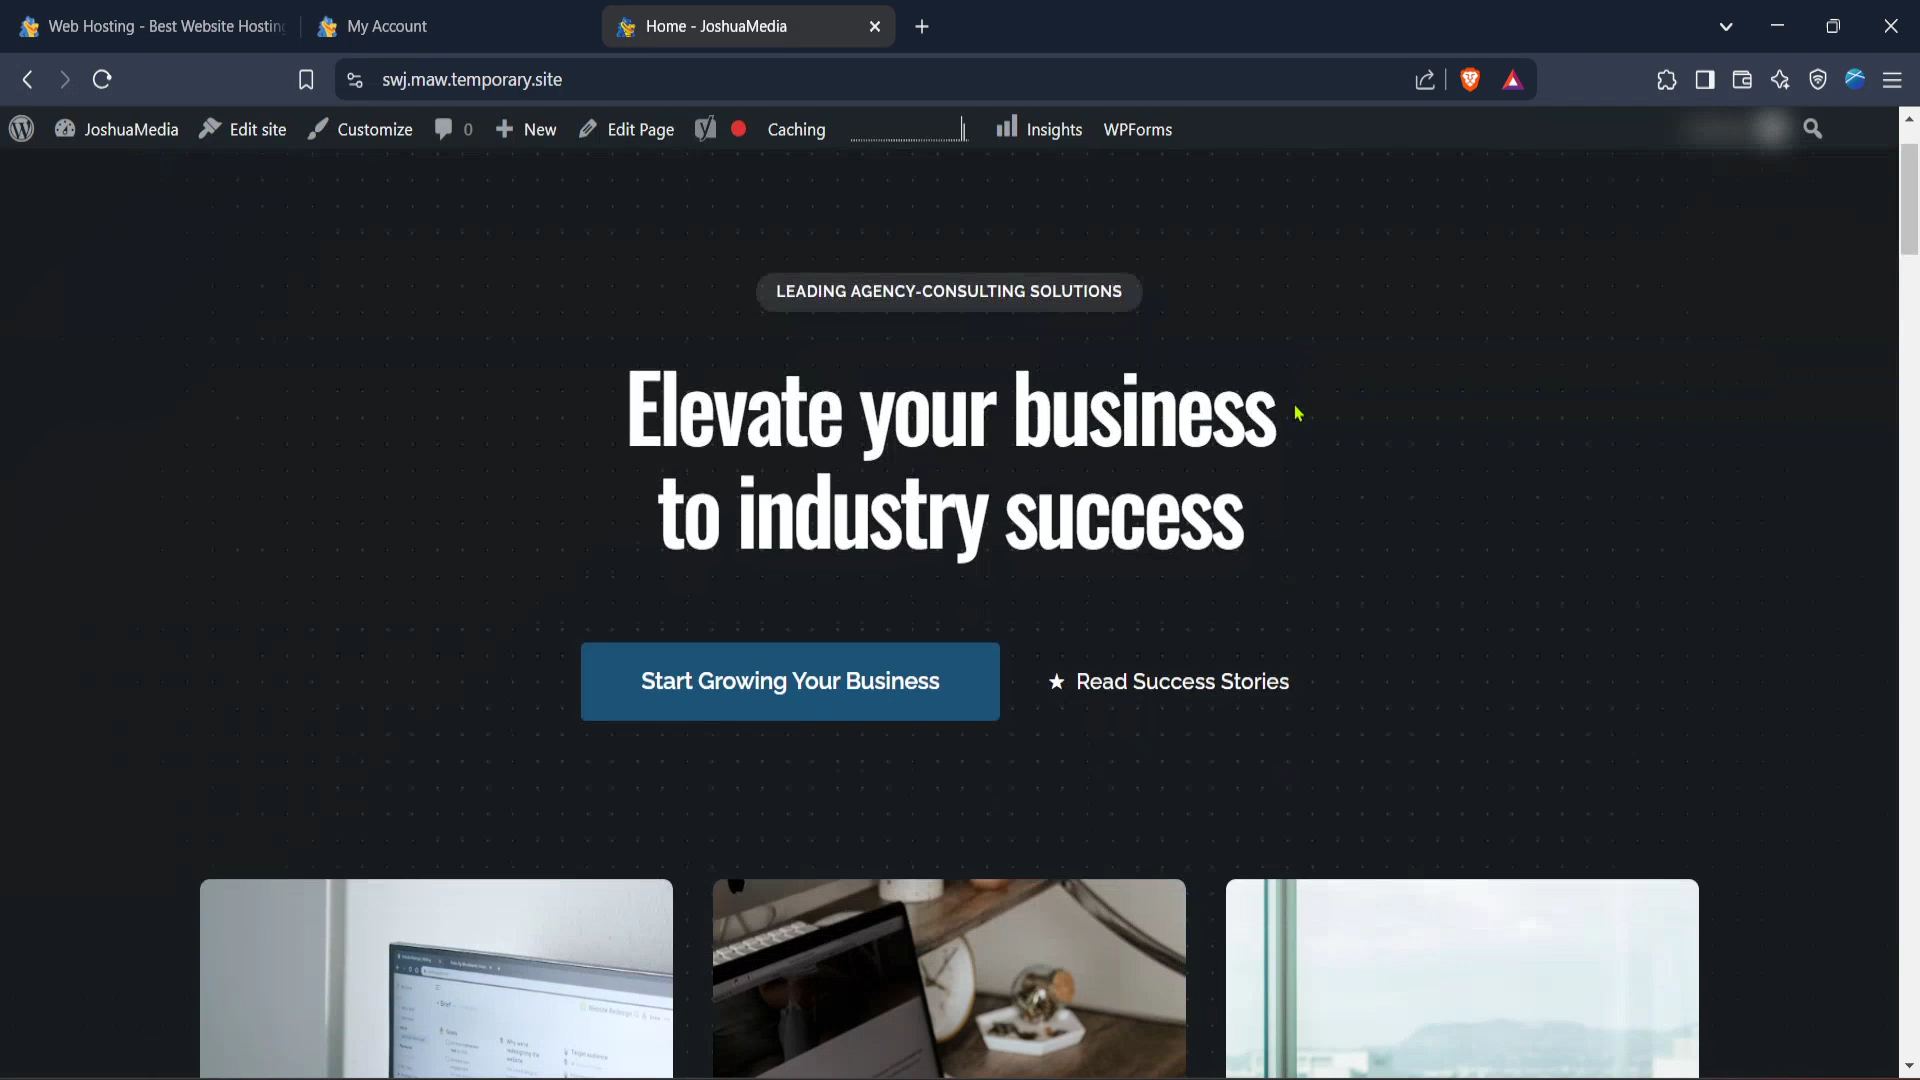 Web Hosting - Best Website Hostin
My Account
Home - JoshuaMedia
swj.maw.temporary.site
JoshuaMedia
Edit site
Customize
0
New
Edit Page
Caching
Insights
WPForms
LEADING AGENCY-CONSULTING SOLUTIONS
Elevate your business
to industry success
Start Growing Your Business
★ Read Success Stories